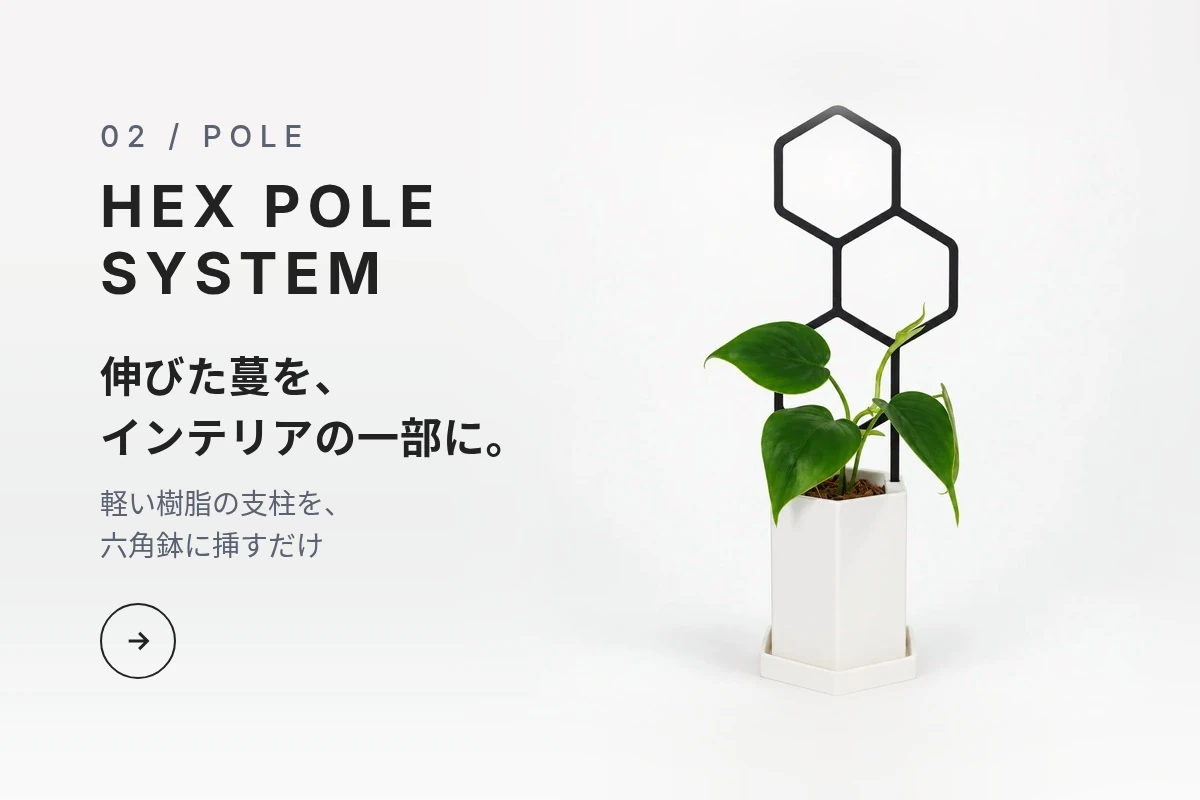 02 / POLE
HEX POLE
SYSTEM
伸びた蔓を、
インテリアの一部に。
軽い樹脂の支柱を、
六角鉢に挿すだけ